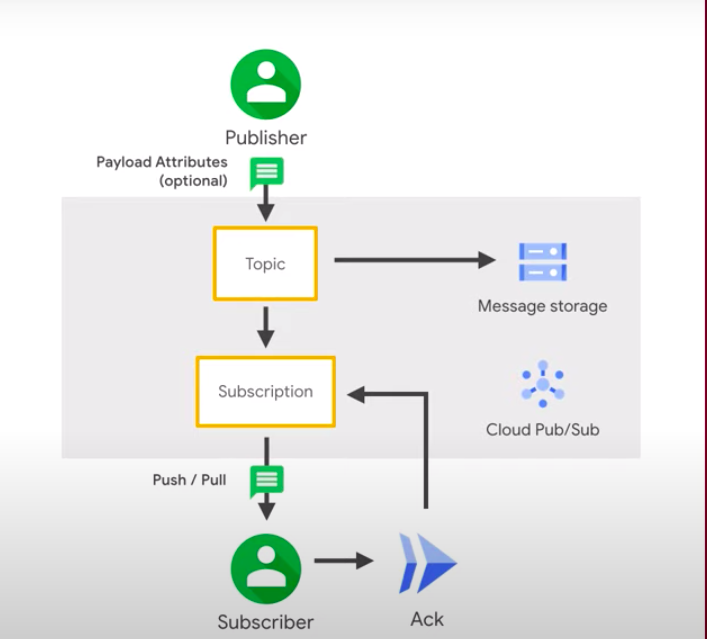 Publisher
Payload Attributes
(optional)
Topic
Message storage
Subscription
Cloud Pub/Sub
Push / Pull
Subscriber
Ack